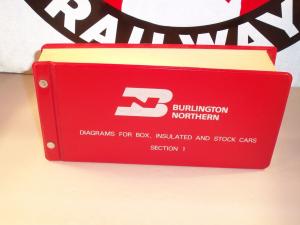 RAILWAY
BURLINGTON
NORTHERN
DIAGRAMS FOR BOX, INSULATED AND STOCK CARS
SECTION 1